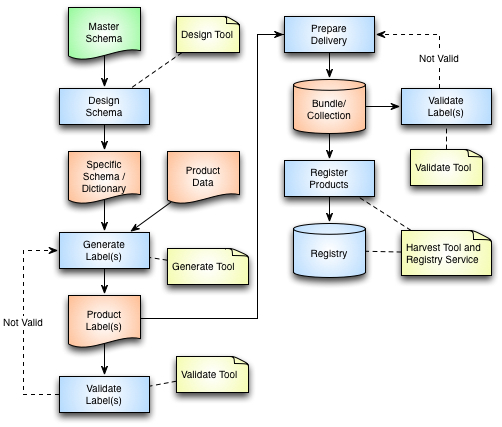 Master
Schema
Design Tool
Design
Schema
Specific
Schema /
Dictionary
Product
Data
Generate
Label(s)
Generate Tool
Product
Label(s)
Not Valid
Validate
Label(s)
Validate Tool
Prepare
Delivery
Not Valid
Bundle/
Collection
Validate
Label(s)
Validate Tool
Register
Products
Registry
Harvest Tool and
Registry Service